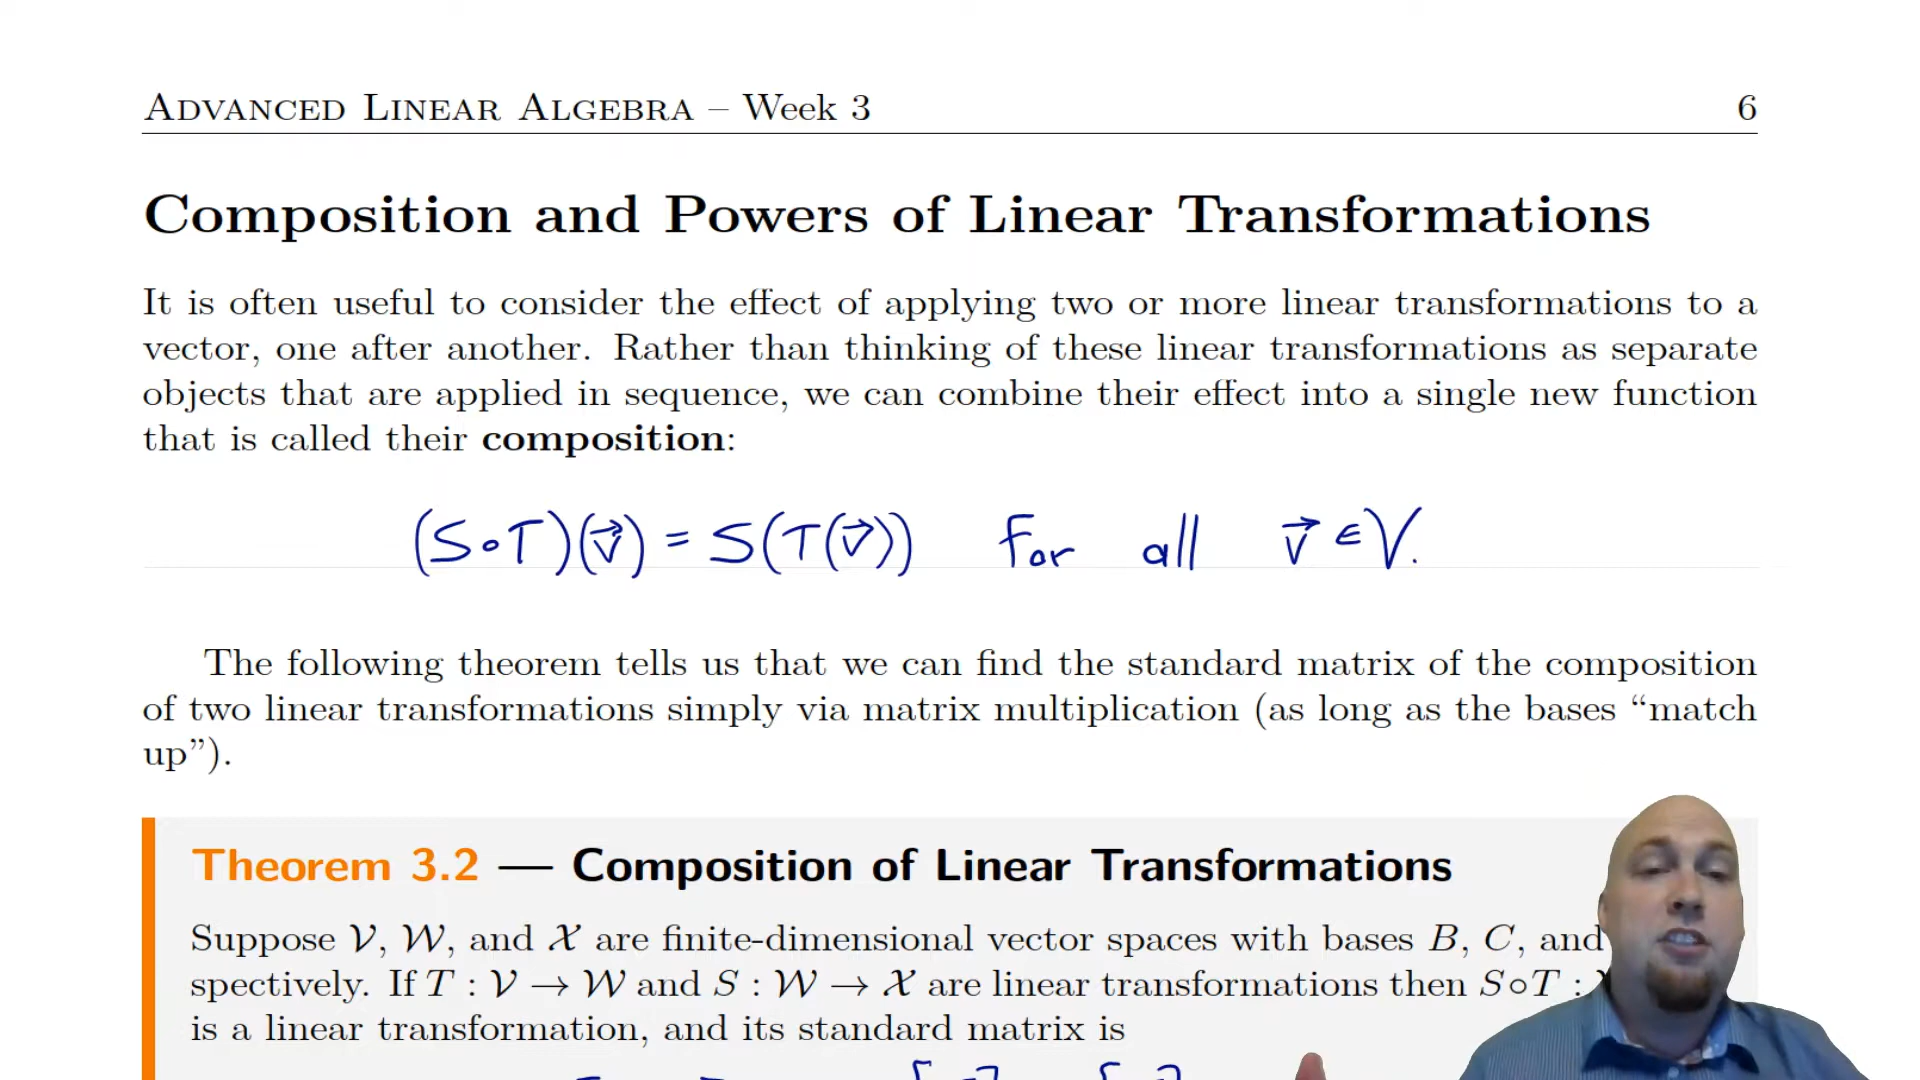 ADVANCED LINEAR ALGEBRA – Week 3 6
Composition and Powers of Linear Transformations
It is often useful to consider the effect of applying two or more linear transformations to a
vector, one after another. Rather than thinking of these linear transformations as separate
objects that are applied in sequence, we can combine their effect into a single new function
that is called their composition:
(S∘T)(v⃗) = S(T(v⃗)) for all v⃗ ∈ V.
The following theorem tells us that we can find the standard matrix of the composition
of two linear transformations simply via matrix multiplication (as long as the bases “match
up”).
Theorem 3.2 — Composition of Linear Transformations
Suppose 𝒱, 𝒲, and 𝒳 are finite-dimensional vector spaces with bases B, C, and
spectively. If T : 𝒱 → 𝒲 and S : 𝒲 → 𝒳 are linear transformations then S∘T :
is a linear transformation, and its standard matrix is